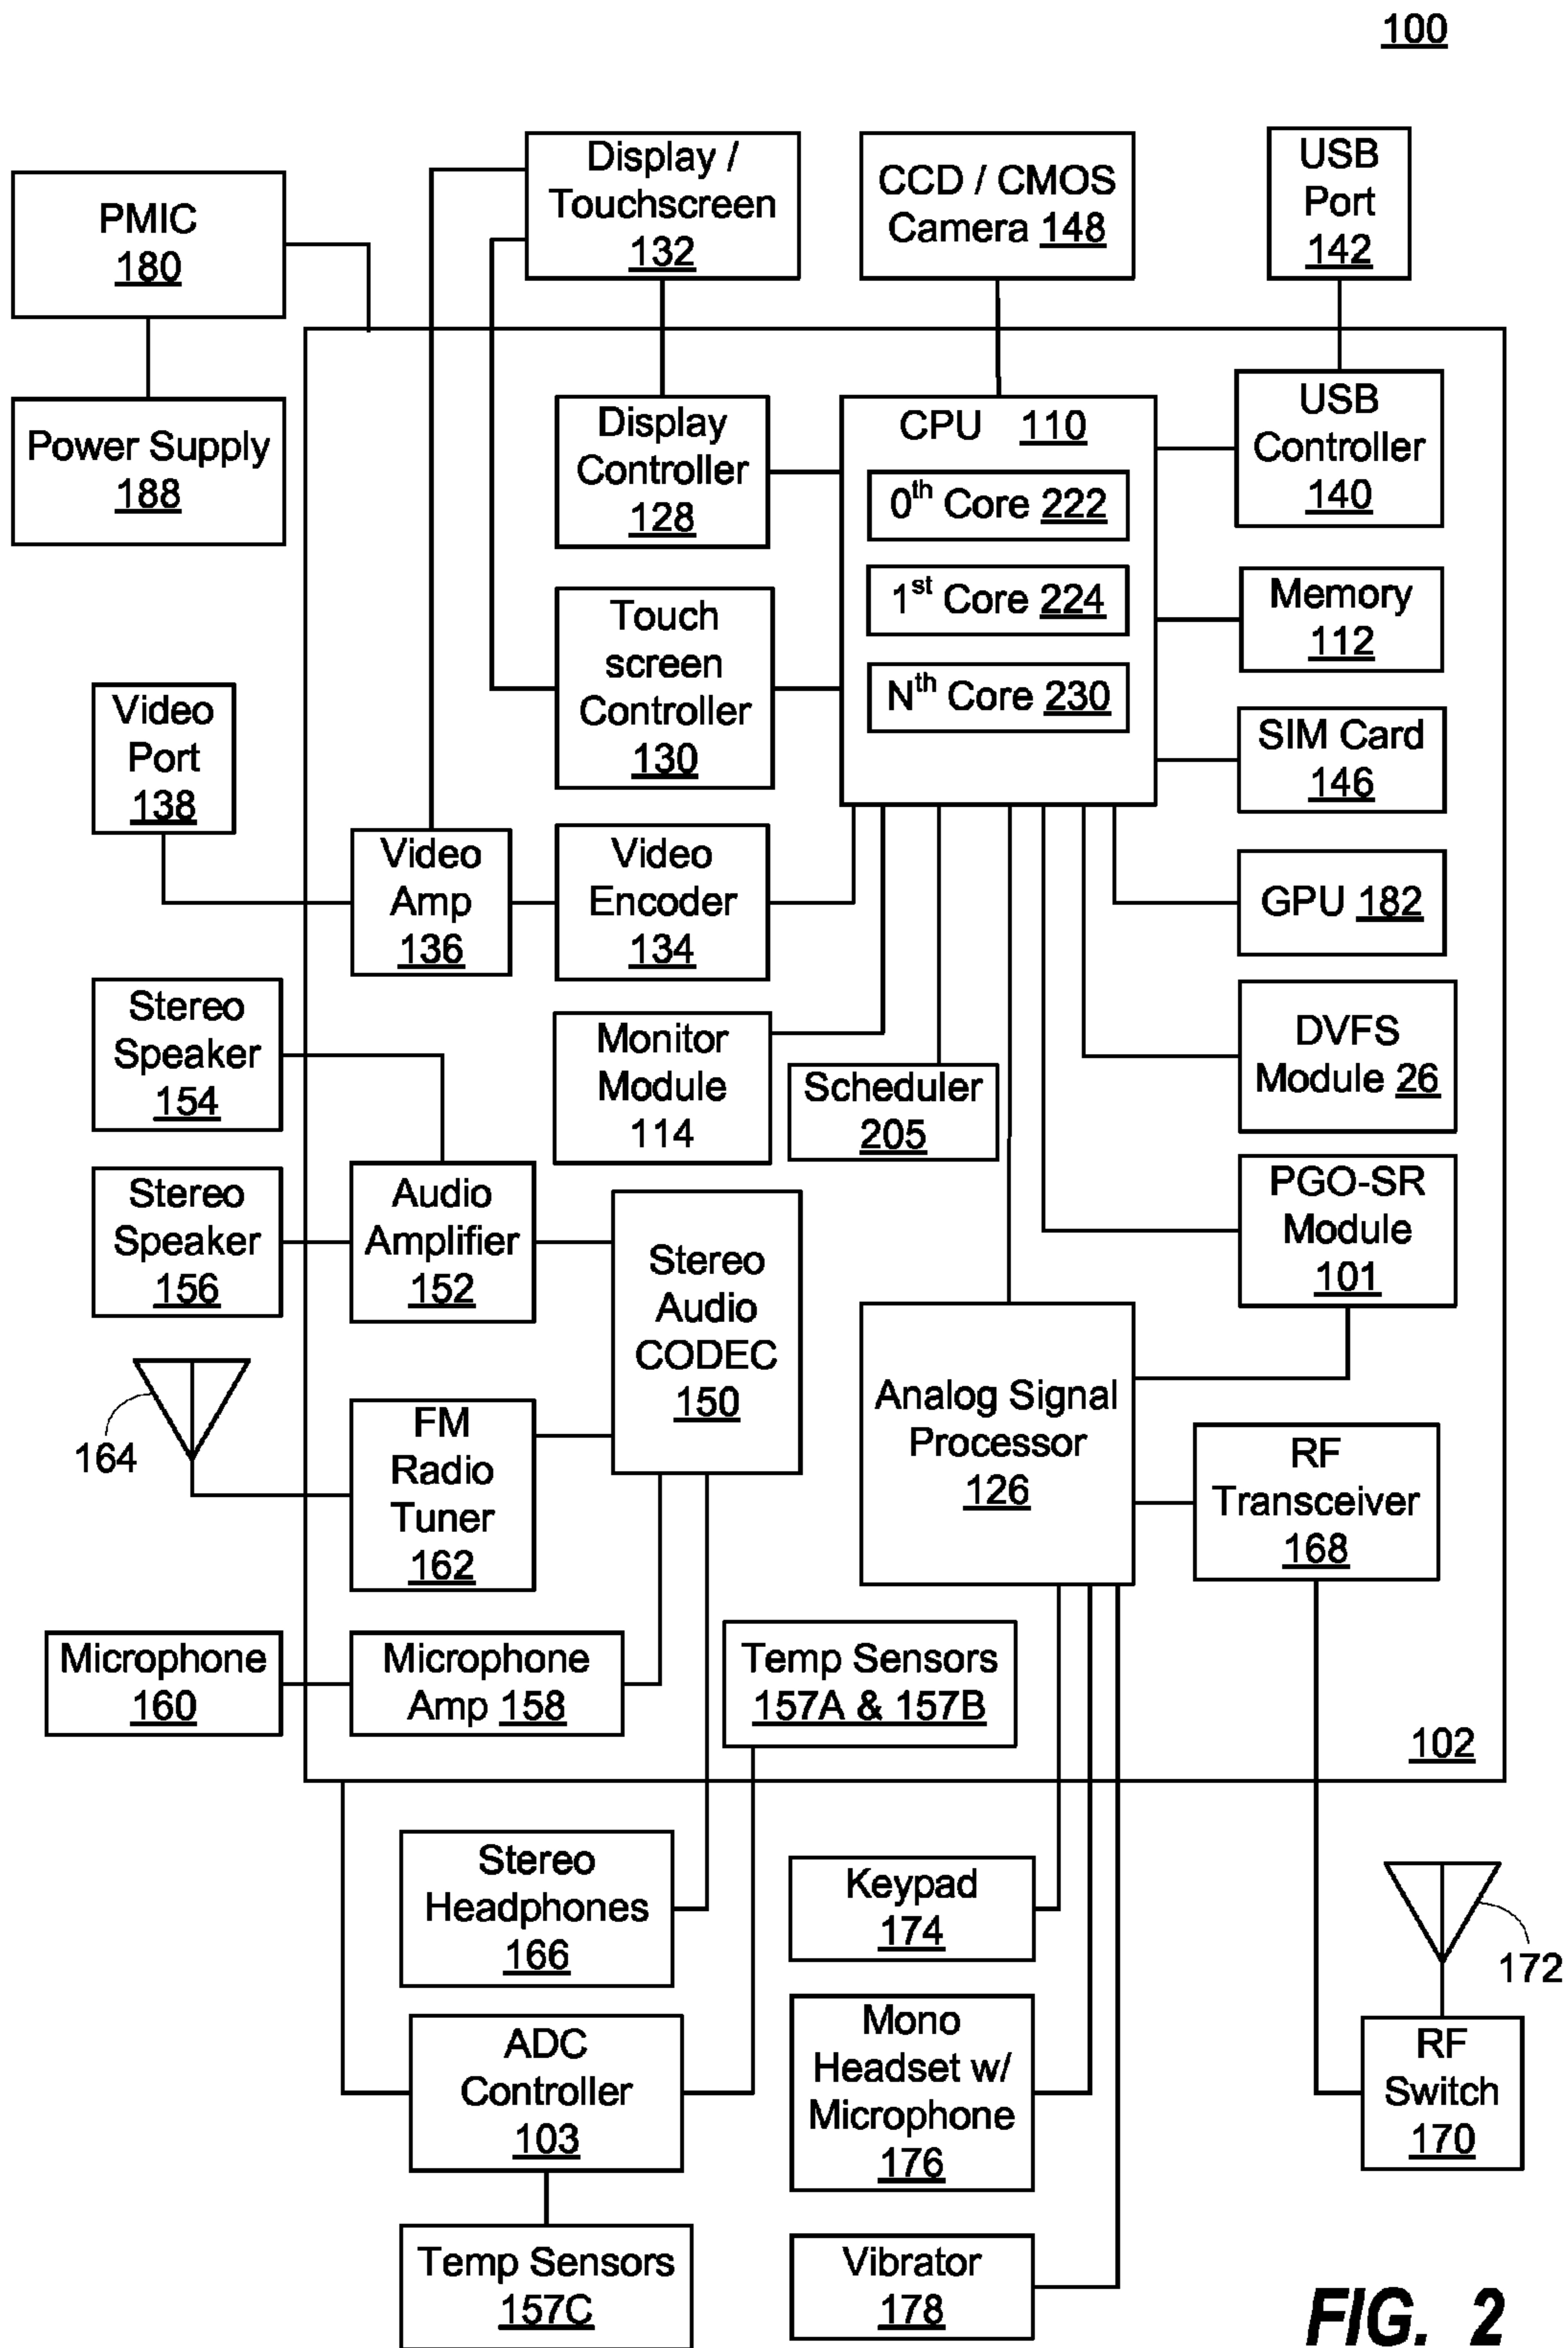 100
PMIC
180
Display /
Touchscreen
132
CCD / CMOS
Camera 148
USB
Port
142
Power Supply
188
Display
Controller
128
CPU 110
0th Core 222
1st Core 224
Nth Core 230
USB
Controller
140
Touch
screen
Controller
130
Memory
112
SIM Card
146
Video
Port
138
Video
Amp
136
Video
Encoder
134
GPU 182
Stereo
Speaker
154
Monitor
Module
114
Scheduler
205
DVFS
Module 26
Stereo
Speaker
156
Audio
Amplifier
152
Stereo
Audio
CODEC
150
PGO-SR
Module
101
164
FM
Radio
Tuner
162
Analog Signal
Processor
126
RF
Transceiver
168
Microphone
160
Microphone
Amp 158
Temp Sensors
157A & 157B
102
Stereo
Headphones
166
Keypad
174
172
ADC
Controller
103
Mono
Headset w/
Microphone
176
RF
Switch
170
Temp Sensors
157C
Vibrator
178
FIG. 2